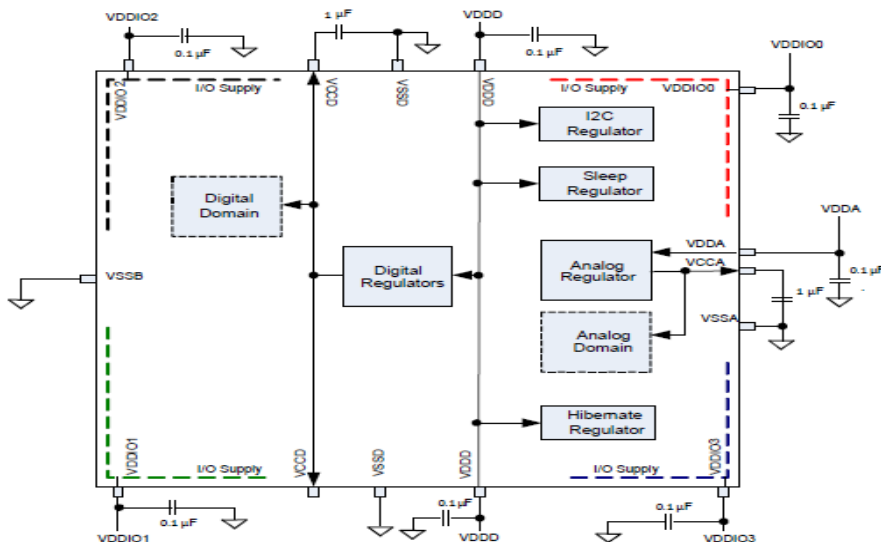 VDDIO2
1 µF
VDDD
0.1 µF
0.1 µF
VDDIO0
VDDIO2
I/O Supply
VCCD
VSSD
VDDD
I/O Supply
VDDIO0
0.1 µF
I2C
Regulator
Digital
Domain
Sleep
Regulator
VDDA
VDDA
VSSB
Digital
Regulators
Analog
Regulator
VCCA
0.1 µF
1 µF
Analog
Domain
VSSA
Hibernate
Regulator
VDDIO1
I/O Supply
VCCD
VSSD
VDDD
I/O Supply
VDDIO3
0.1 µF
0.1 µF
0.1 µF
VDDIO1
VDDD
VDDIO3